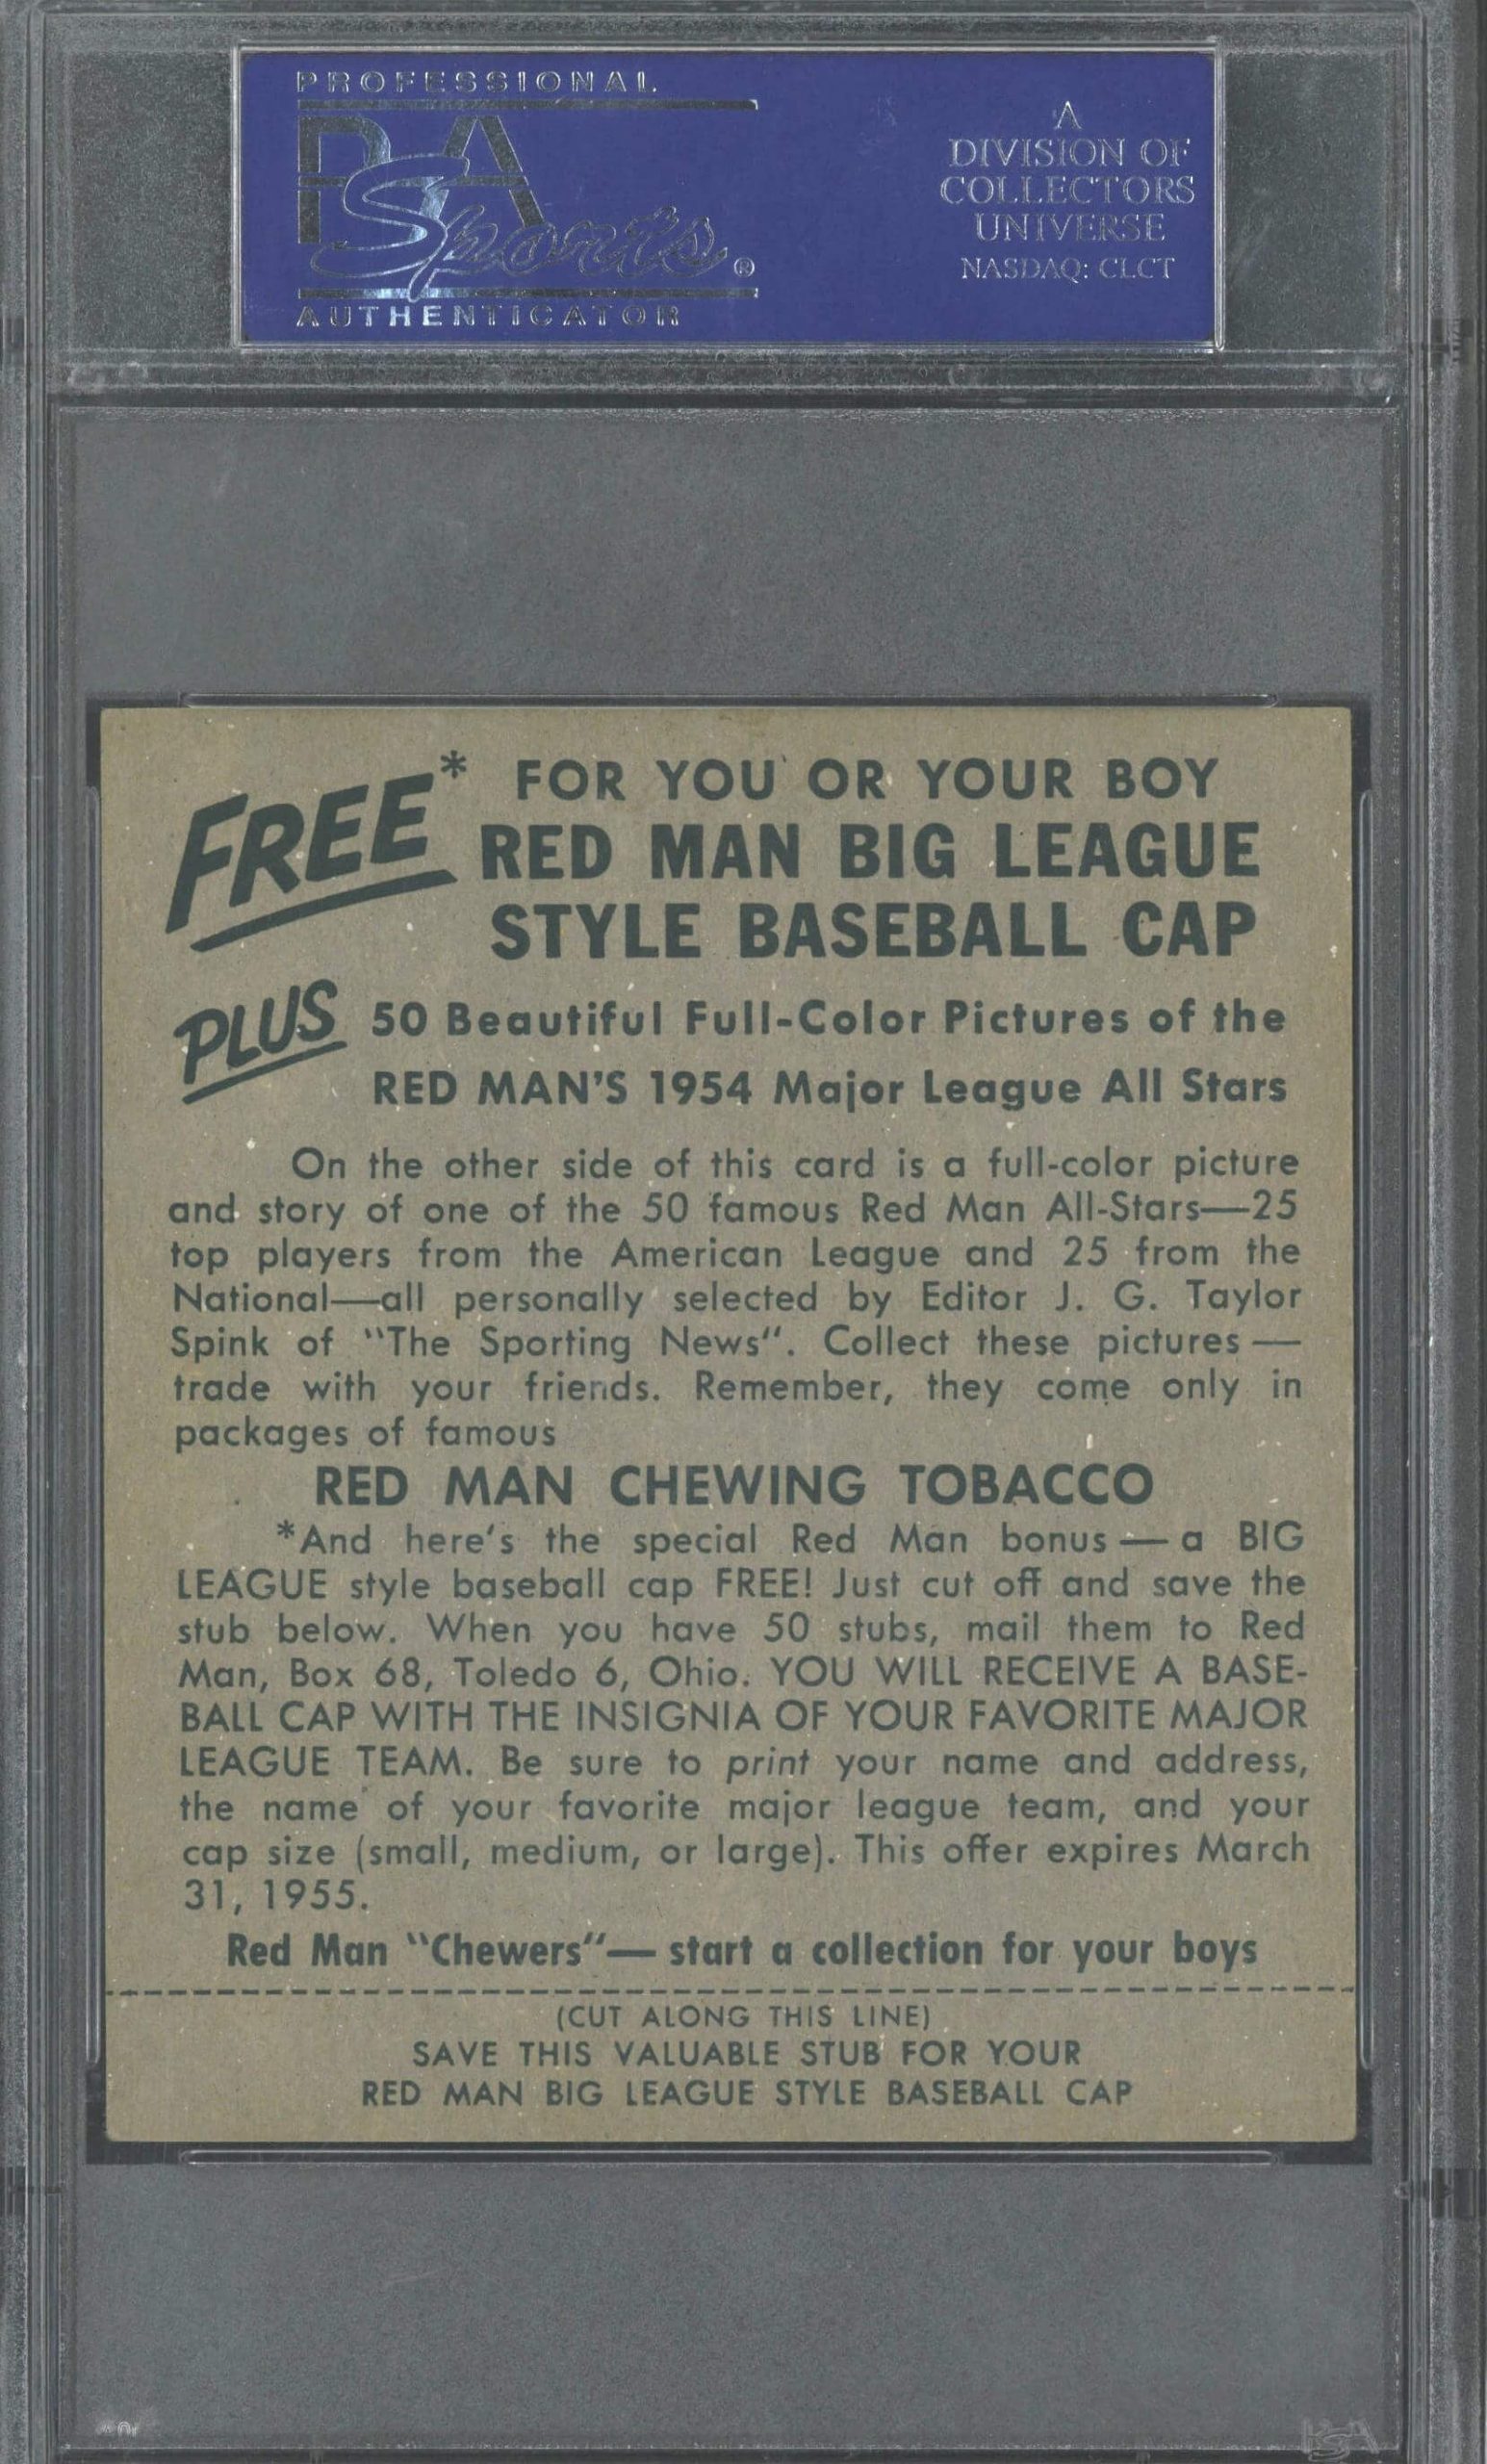 PROFESSIONAL
PSA
Sports®
AUTHENTICATOR
A
DIVISION OF
COLLECTORS
UNIVERSE
NASDAQ: CLCT
FREE* FOR YOU OR YOUR BOY
RED MAN BIG LEAGUE
STYLE BASEBALL CAP
PLUS 50 Beautiful Full-Color Pictures of the
RED MAN'S 1954 Major League All Stars
On the other side of this card is a full-color picture
and story of one of the 50 famous Red Man All-Stars—25
top players from the American League and 25 from the
National—all personally selected by Editor J. G. Taylor
Spink of "The Sporting News". Collect these pictures —
trade with your friends. Remember, they come only in
packages of famous
RED MAN CHEWING TOBACCO
*And here's the special Red Man bonus — a BIG
LEAGUE style baseball cap FREE! Just cut off and save the
stub below. When you have 50 stubs, mail them to Red
Man, Box 68, Toledo 6, Ohio. YOU WILL RECEIVE A BASE-
BALL CAP WITH THE INSIGNIA OF YOUR FAVORITE MAJOR
LEAGUE TEAM. Be sure to print your name and address,
the name of your favorite major league team, and your
cap size (small, medium, or large). This offer expires March
31, 1955.
Red Man "Chewers"— start a collection for your boys
(CUT ALONG THIS LINE)
SAVE THIS VALUABLE STUB FOR YOUR
RED MAN BIG LEAGUE STYLE BASEBALL CAP
PSA